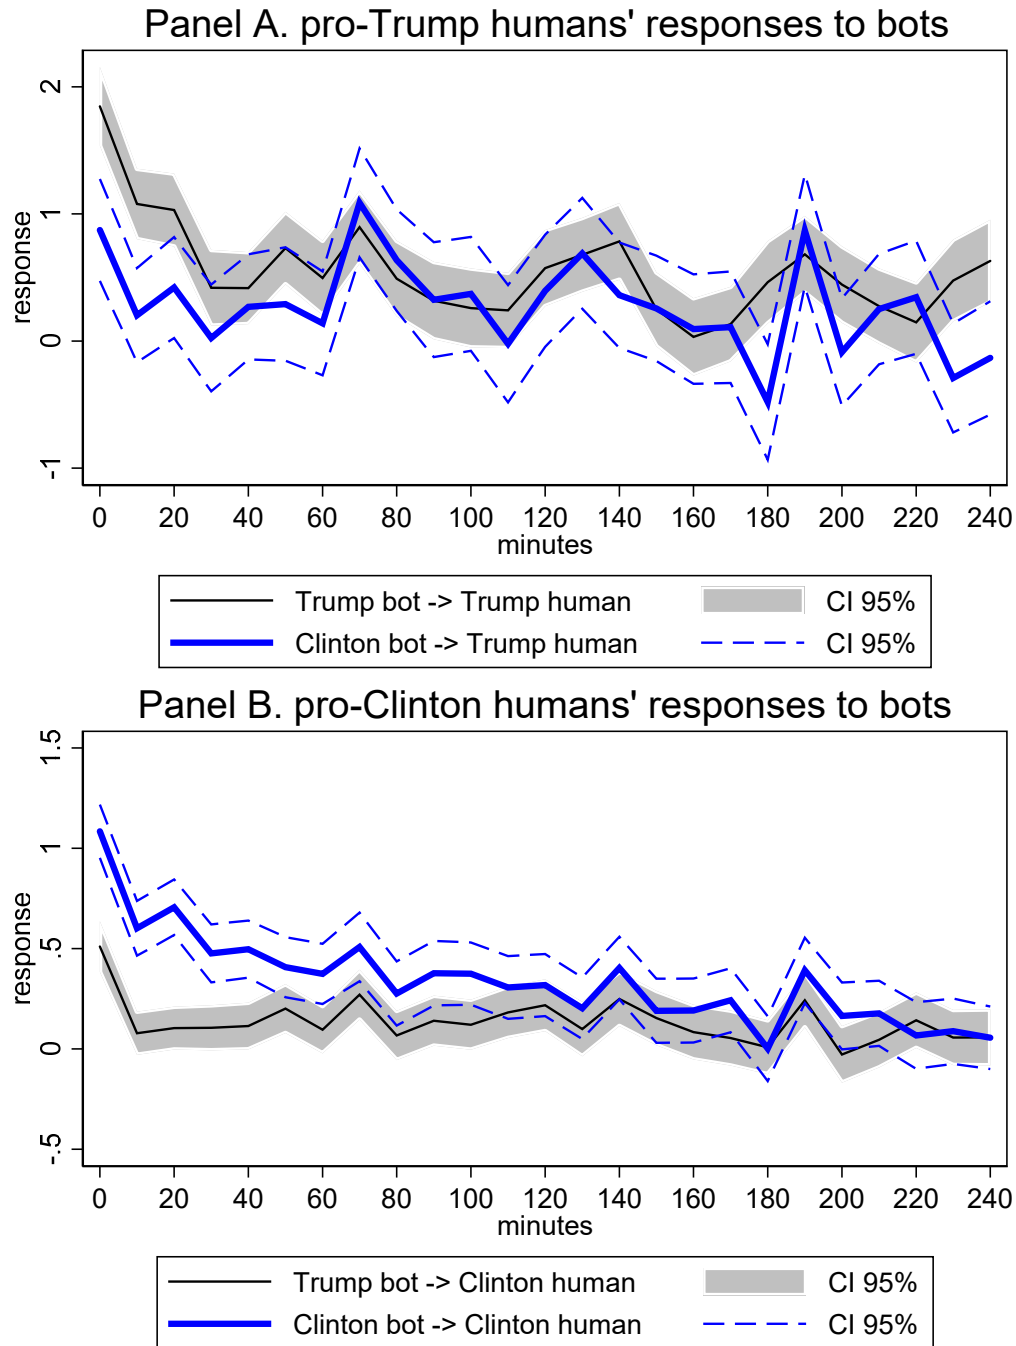 Panel A. pro-Trump humans' responses to bots
response
2
1
0
-1
0 20 40 60 80 100 120 140 160 180 200 220 240
minutes
Trump bot -> Trump human CI 95%
Clinton bot -> Trump human CI 95%
Panel B. pro-Clinton humans' responses to bots
response
1.5
1
.5
0
-.5
0 20 40 60 80 100 120 140 160 180 200 220 240
minutes
Trump bot -> Clinton human CI 95%
Clinton bot -> Clinton human CI 95%